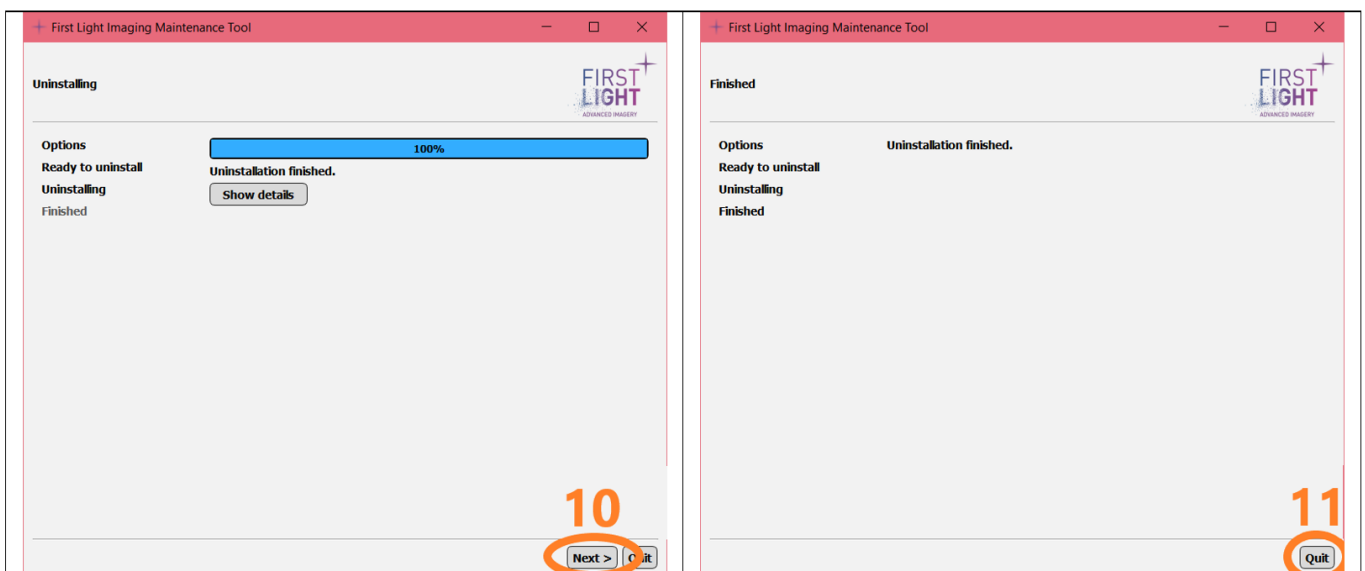 First Light Imaging Maintenance Tool
Uninstalling
FIRST
LIGHT
ADVANCED IMAGERY
Options
Ready to uninstall
Uninstalling
Finished
100%
Uninstallation finished.
Show details
10
Next >
Quit
First Light Imaging Maintenance Tool
Finished
FIRST
LIGHT
ADVANCED IMAGERY
Options
Ready to uninstall
Uninstalling
Finished
Uninstallation finished.
11
Quit